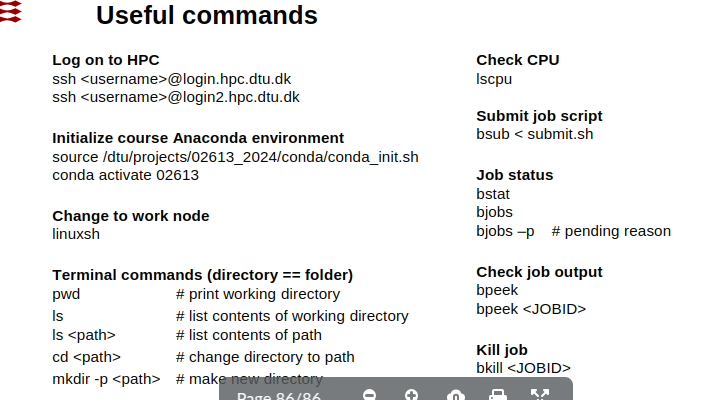 Useful commands
Log on to HPC
ssh <username>@login.hpc.dtu.dk
ssh <username>@login2.hpc.dtu.dk
Initialize course Anaconda environment
source /dtu/projects/02613_2024/conda/conda_init.sh
conda activate 02613
Change to work node
linuxsh
Terminal commands (directory == folder)
pwd # print working directory
ls # list contents of working directory
ls <path> # list contents of path
cd <path> # change directory to path
mkdir -p <path> # make new directory
Check CPU
lscpu
Submit job script
bsub < submit.sh
Job status
bstat
bjobs
bjobs –p # pending reason
Check job output
bpeek
bpeek <JOBID>
Kill job
bkill <JOBID>
Page 86/86